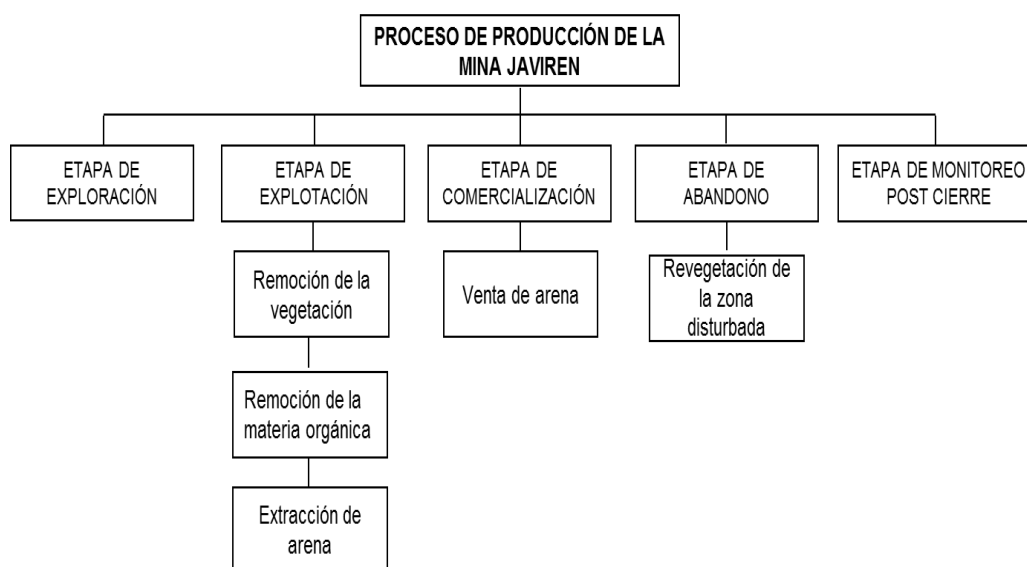 PROCESO DE PRODUCCIÓN DE LA
MINA JAVIREN
ETAPA DE
EXPLORACIÓN
ETAPA DE
EXPLOTACIÓN
ETAPA DE
COMERCIALIZACIÓN
ETAPA DE
ABANDONO
ETAPA DE MONITOREO
POST CIERRE
Remoción de la
vegetación
Venta de arena
Revegetación de
la zona
disturbada
Remoción de la
materia orgánica
Extracción de
arena